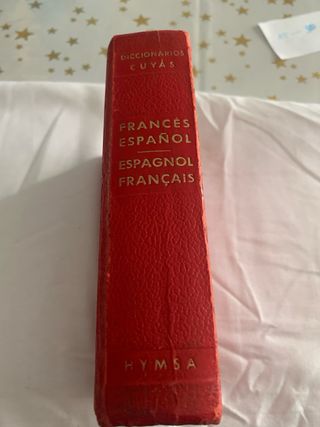 DICCIONARIOS
CUYÁS
FRANCÉS
ESPAÑOL
ESPAGNOL
FRANÇAIS
HYMSA